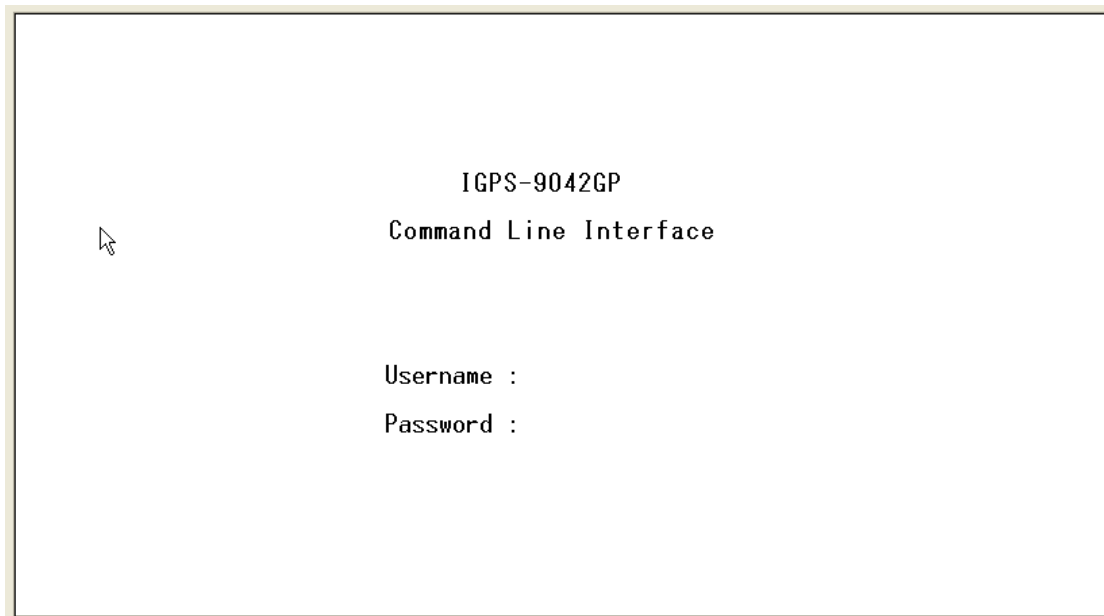 IGPS-9042GP
Command Line Interface
Username :
Password :